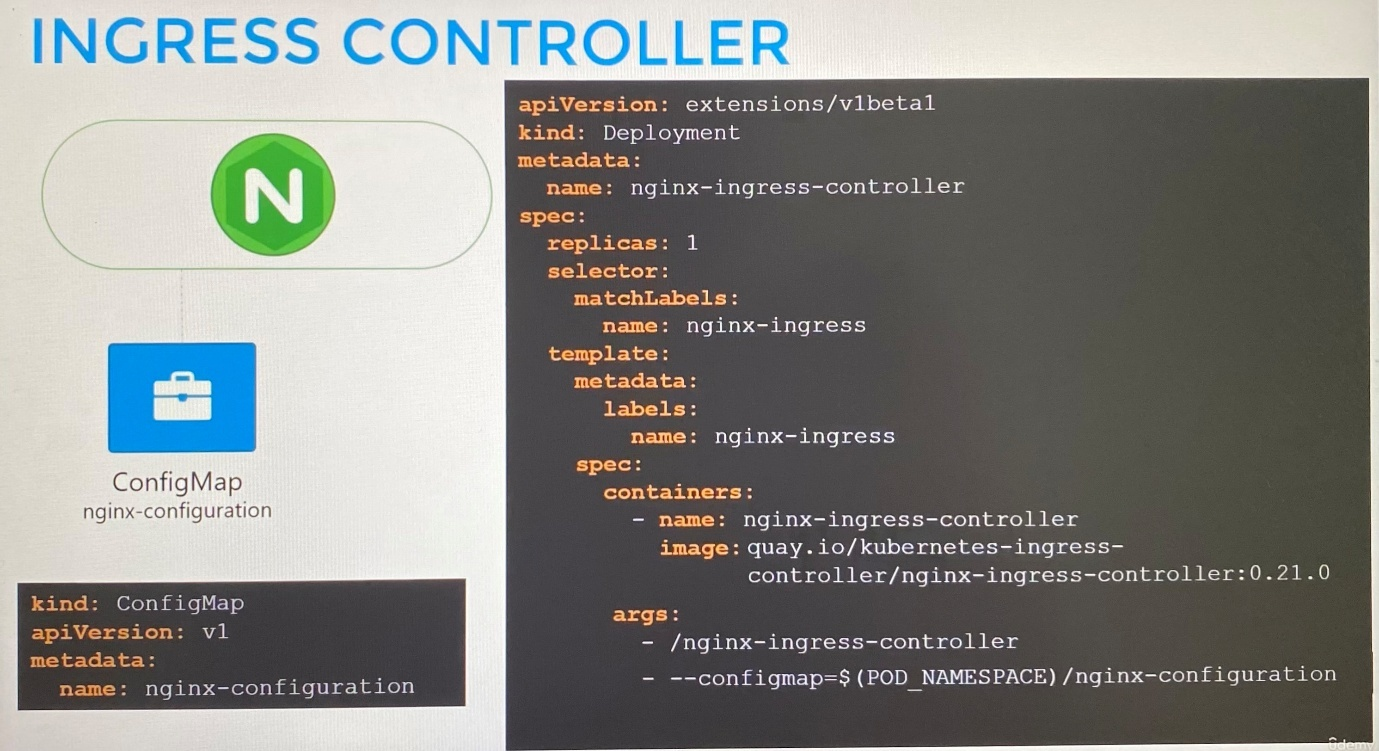 INGRESS CONTROLLER
N
ConfigMap
nginx-configuration
kind: ConfigMap
apiVersion: v1
metadata:
  name: nginx-configuration
apiVersion: extensions/v1beta1
kind: Deployment
metadata:
  name: nginx-ingress-controller
spec:
  replicas: 1
  selector:
    matchLabels:
      name: nginx-ingress
  template:
    metadata:
      labels:
        name: nginx-ingress
    spec:
      containers:
        - name: nginx-ingress-controller
          image: quay.io/kubernetes-ingress-
                 controller/nginx-ingress-controller:0.21.0
      args:
        - /nginx-ingress-controller
        - --configmap=$(POD_NAMESPACE)/nginx-configuration
Udemy